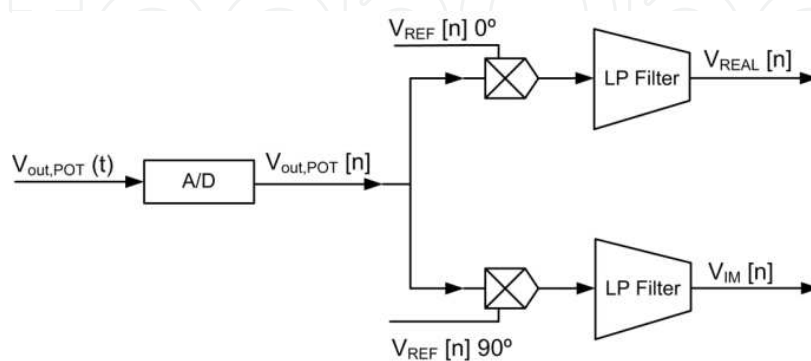 V_REF [n] 0º
LP Filter
V_REAL [n]
V_out,POT (t)
A/D
V_out,POT [n]
LP Filter
V_IM [n]
V_REF [n] 90º